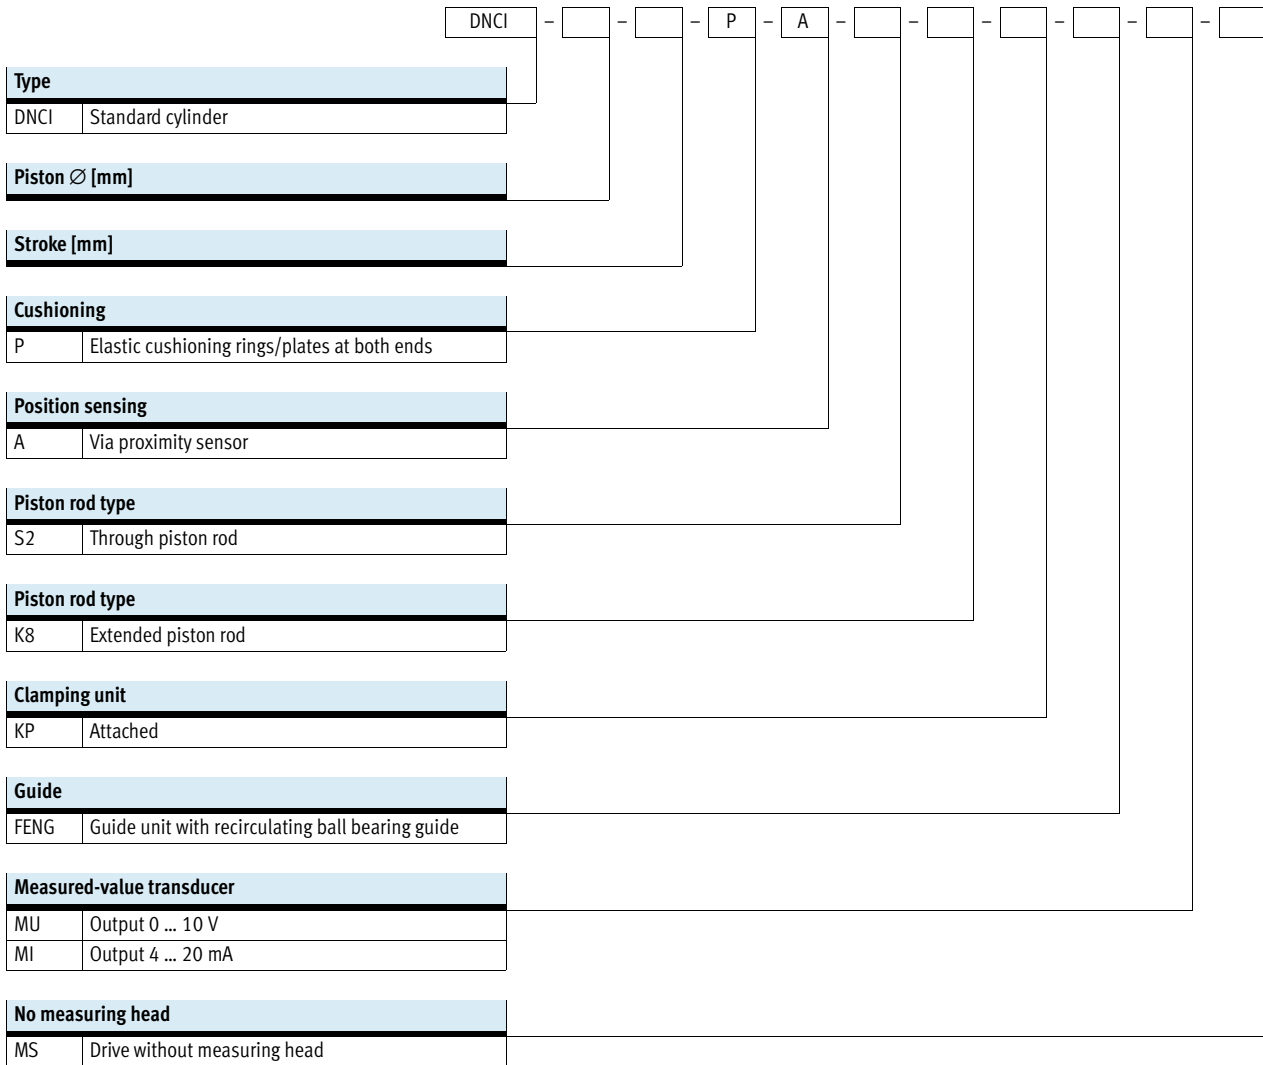 DNCI – – – P – A – – – – – –
Type
DNCI Standard cylinder
Piston ∅ [mm]
Stroke [mm]
Cushioning
P Elastic cushioning rings/plates at both ends
Position sensing
A Via proximity sensor
Piston rod type
S2 Through piston rod
Piston rod type
K8 Extended piston rod
Clamping unit
KP Attached
Guide
FENG Guide unit with recirculating ball bearing guide
Measured-value transducer
MU Output 0 ... 10 V
MI Output 4 ... 20 mA
No measuring head
MS Drive without measuring head